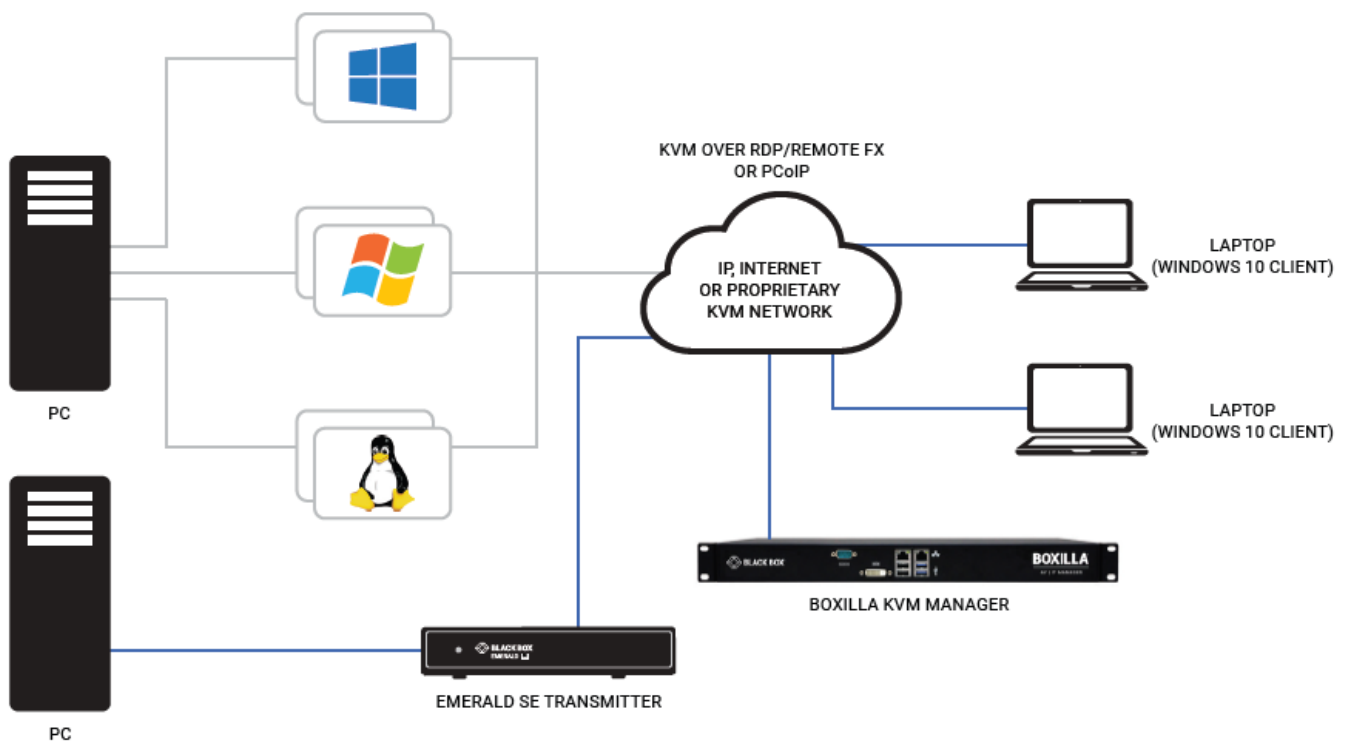 KVM OVER RDP/REMOTE FX
OR PCoIP
IP, INTERNET
OR PROPRIETARY
KVM NETWORK
LAPTOP
(WINDOWS 10 CLIENT)
PC
LAPTOP
(WINDOWS 10 CLIENT)
BLACK BOX
BOXILLA
BOXILLA KVM MANAGER
BLACK BOX
EMERALD
EMERALD SE TRANSMITTER
PC